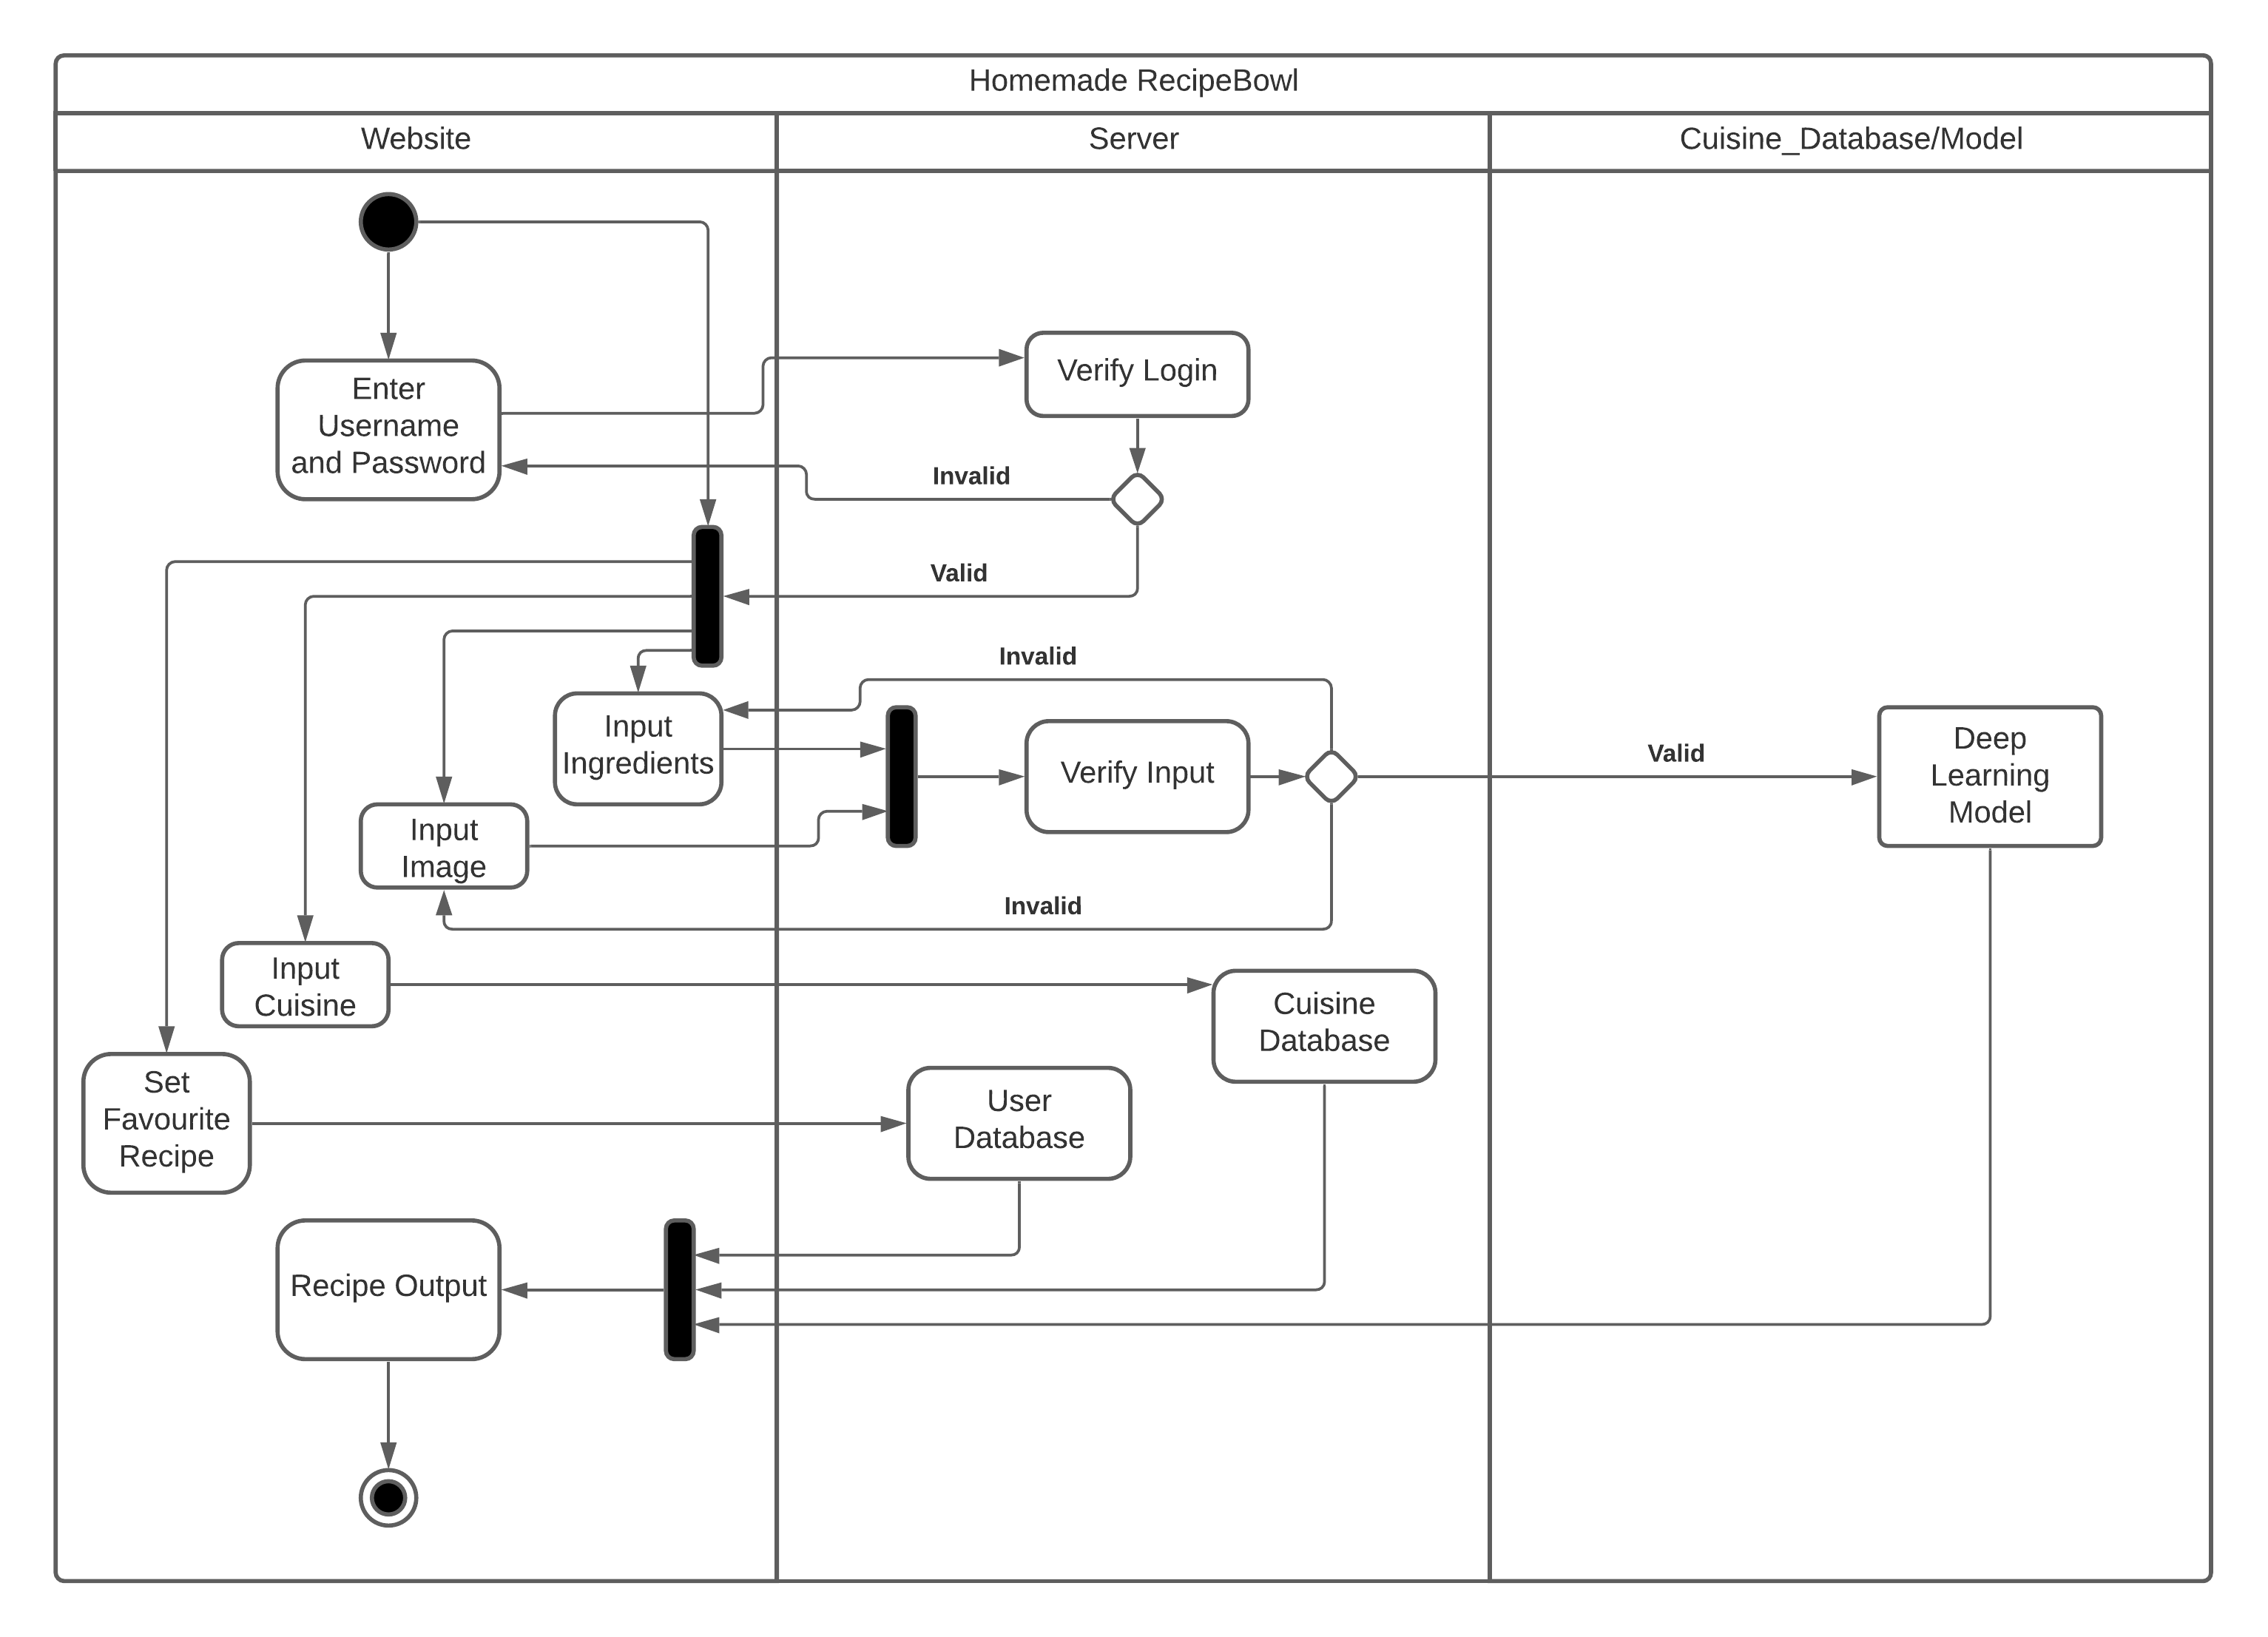 Homemade RecipeBowl
Website
Server
Cuisine_Database/Model
Enter
Username
and Password
Verify Login
Invalid
Valid
Invalid
Input
Ingredients
Verify Input
Valid
Deep
Learning
Model
Input
Image
Invalid
Input
Cuisine
Cuisine
Database
Set
Favourite
Recipe
User
Database
Recipe Output